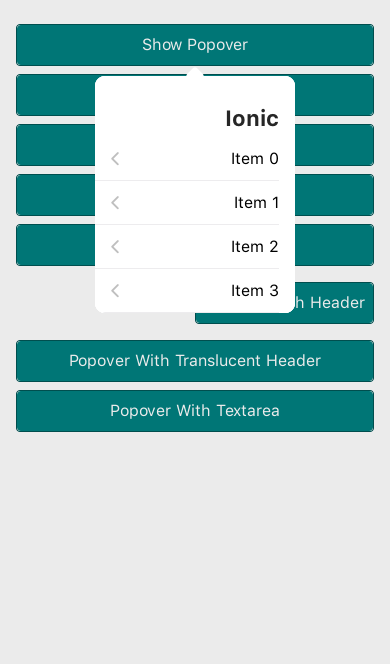 Show Popover
Ionic
Item 0
Item 1
Item 2
Item 3
Header
Popover With Translucent Header
Popover With Textarea